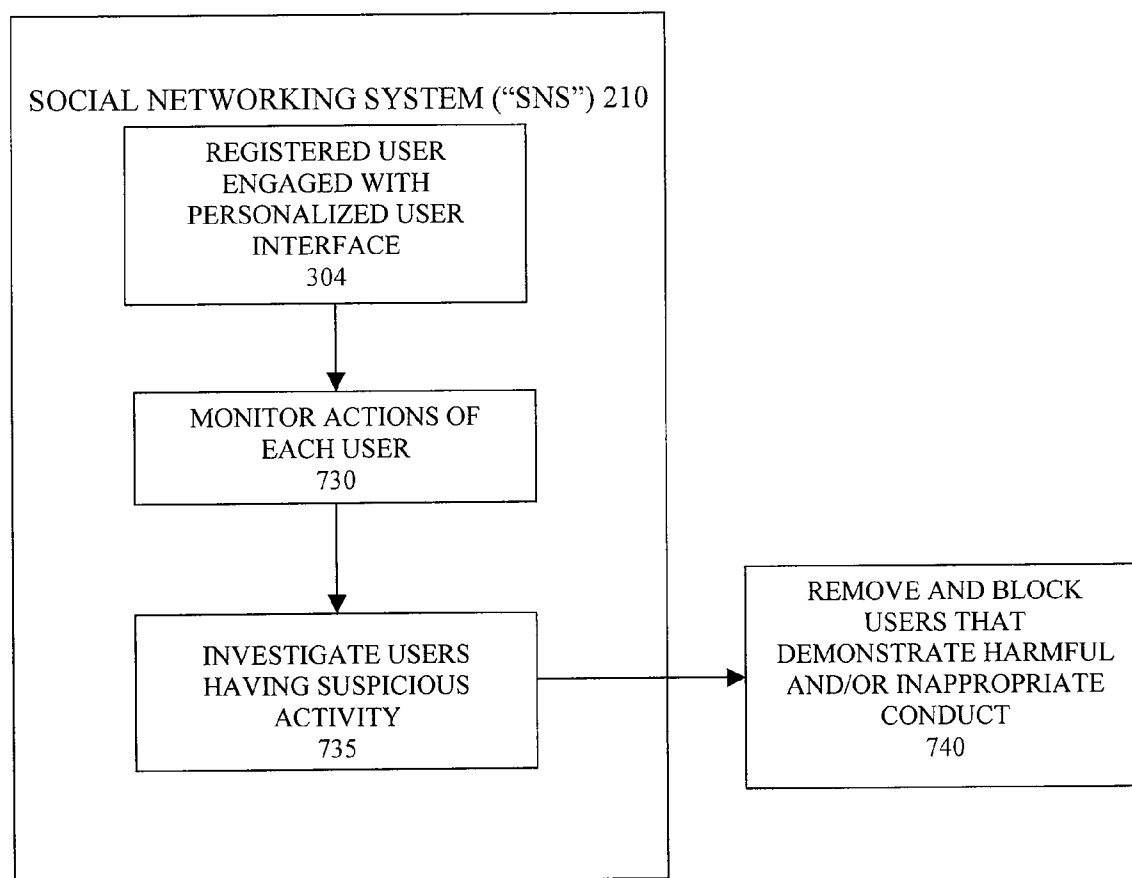 SOCIAL NETWORKING SYSTEM (“SNS”) 210
REGISTERED USER
ENGAGED WITH
PERSONALIZED USER
INTERFACE
304
MONITOR ACTIONS OF
EACH USER
730
INVESTIGATE USERS
HAVING SUSPICIOUS
ACTIVITY
735
REMOVE AND BLOCK
USERS THAT
DEMONSTRATE HARMFUL
AND/OR INAPPROPRIATE
CONDUCT
740